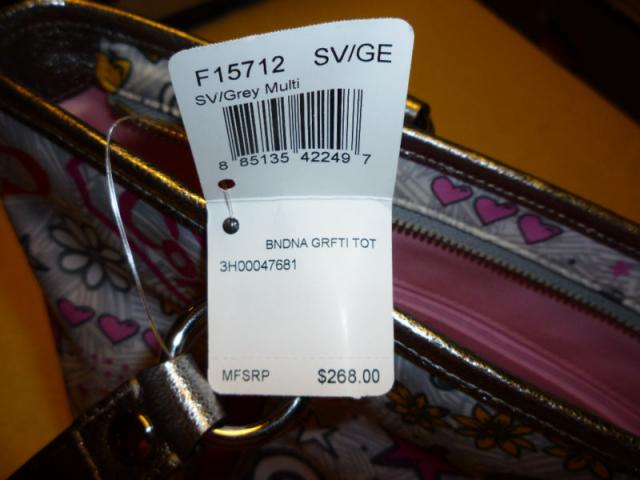 F15712 SV/GE
SV/Grey Multi
8 85135 42249 7
BNDNA GRFTI TOT
3H00047681
MFSRP $268.00